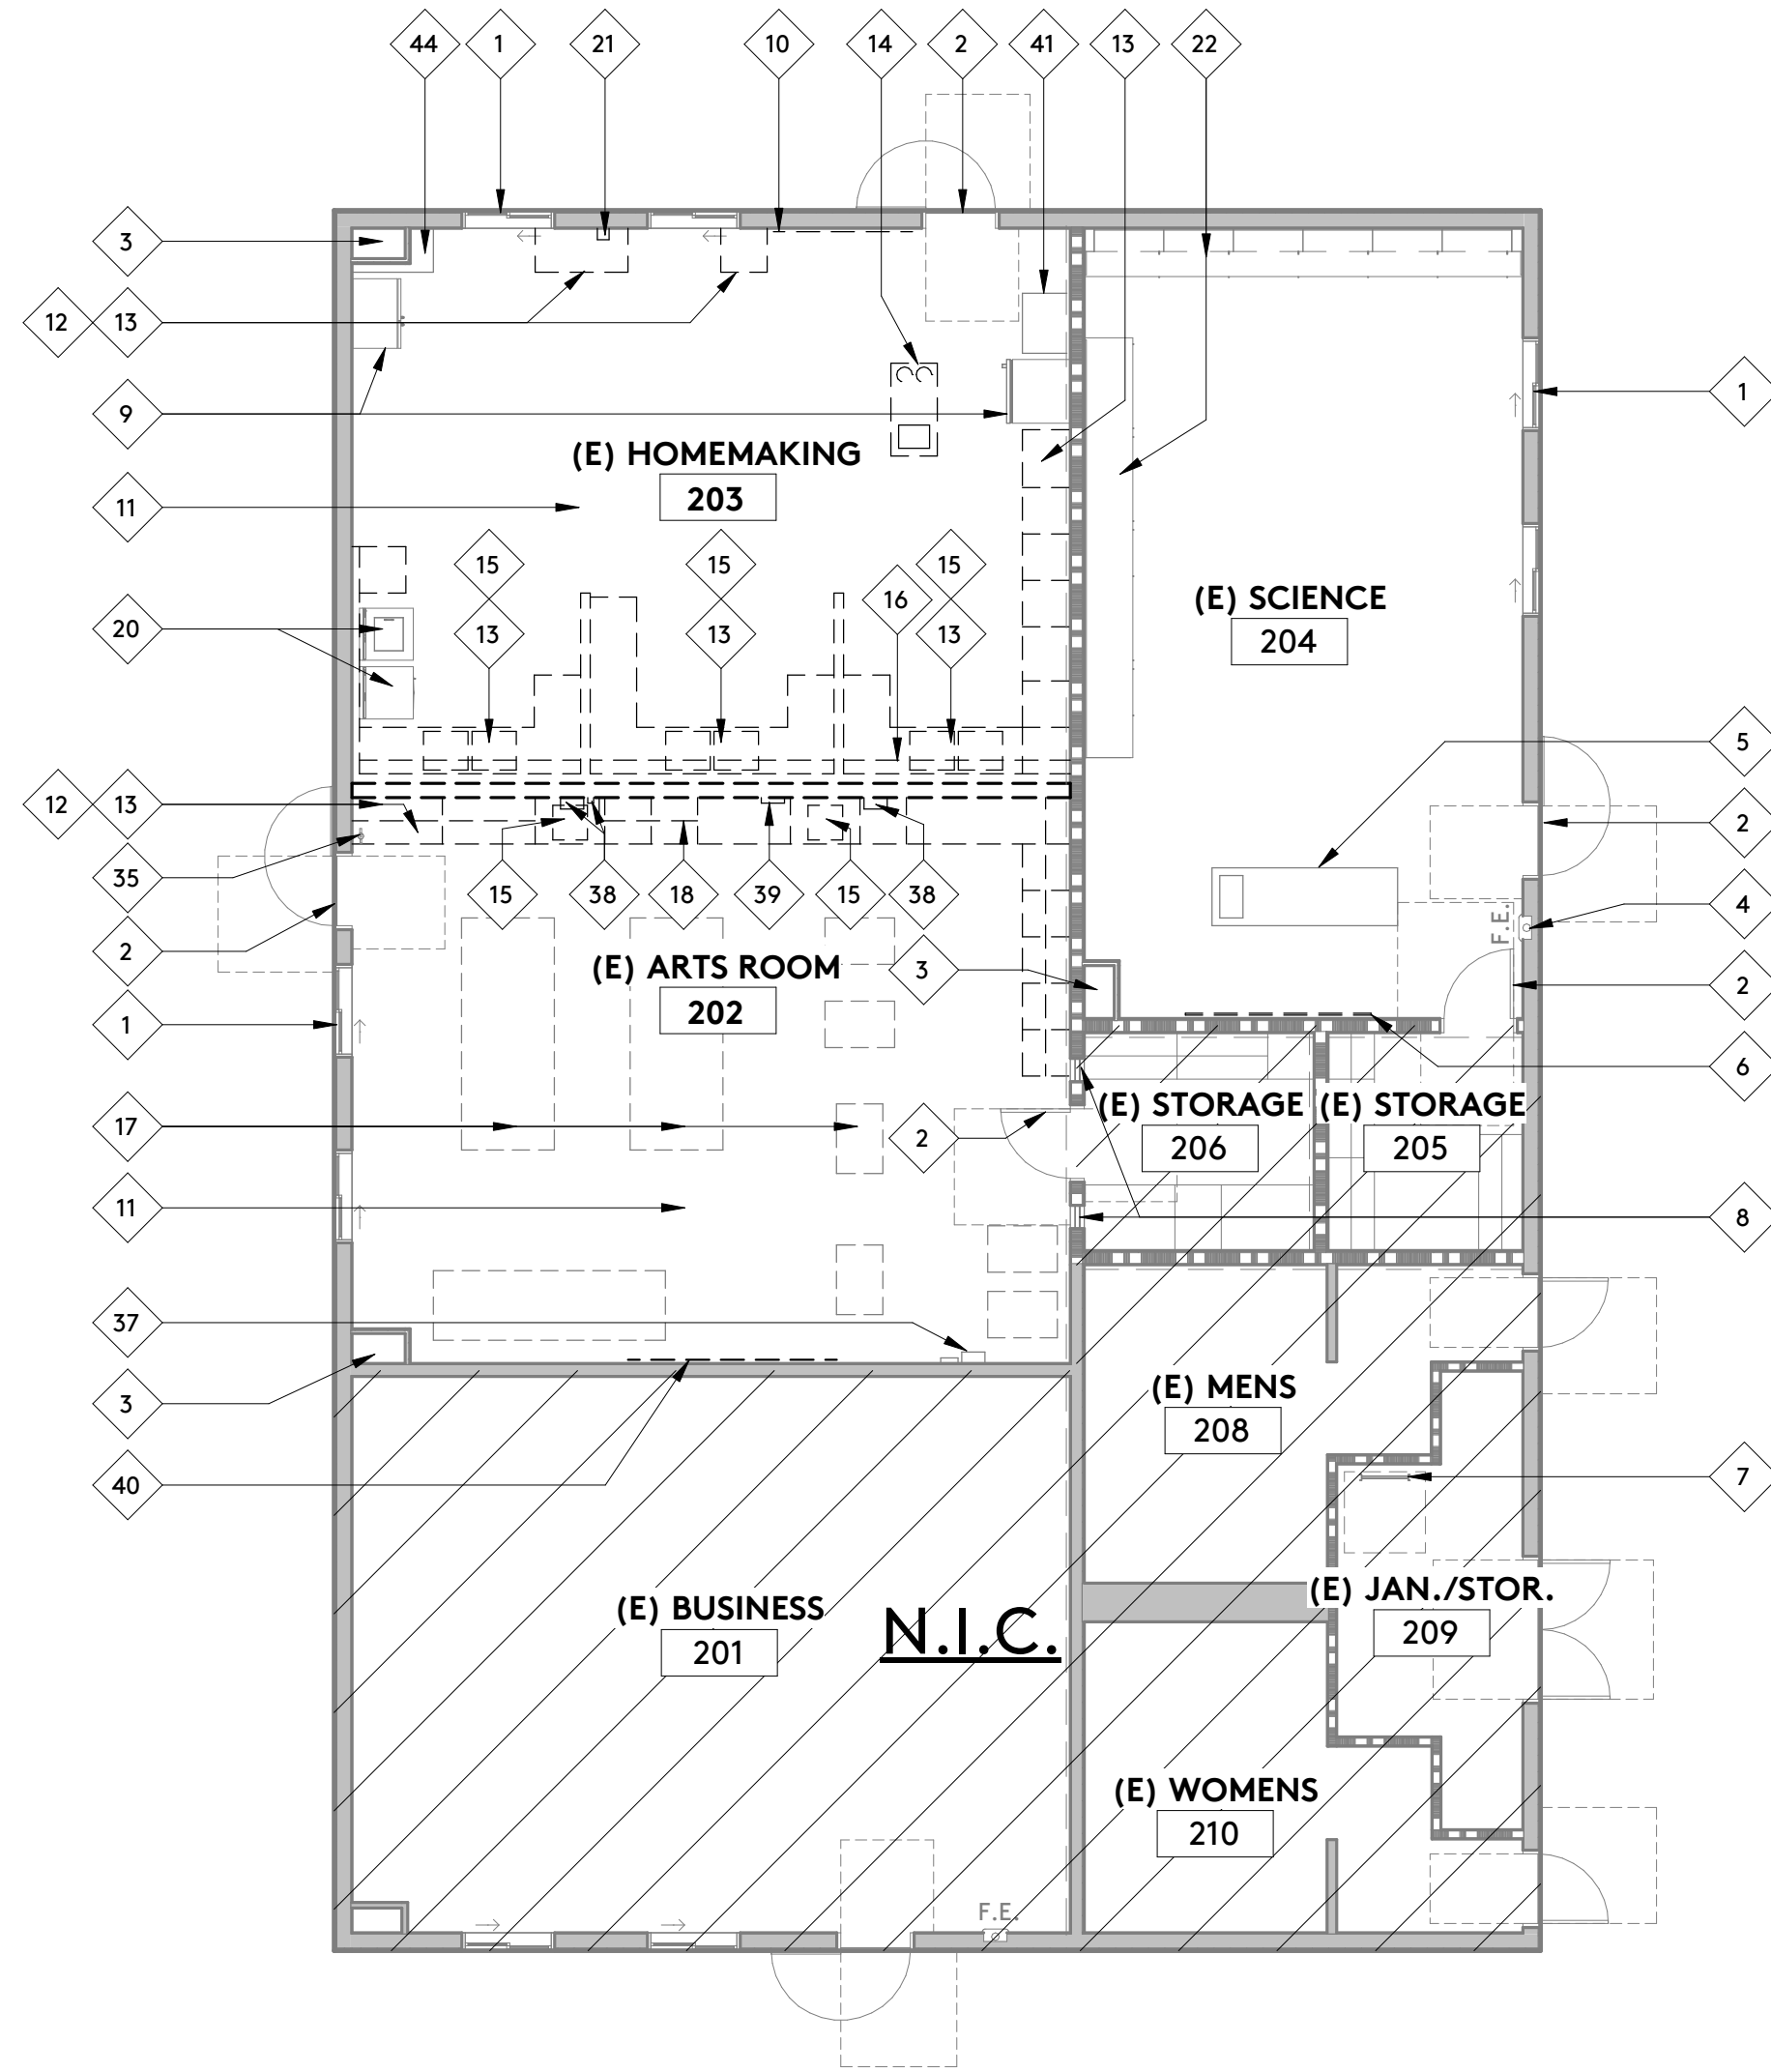 44 1 21 10 14 2 41 13 22
3
12 13
9
1
(E) HOMEMAKING
203
11
15 15 15
16
(E) SCIENCE
204
20
13 13 13
5
12 13
2
35
15 38 18 39 15 38
4
F.E.
2
(E) ARTS ROOM
202
3
2
1
6
(E) STORAGE
206
(E) STORAGE
205
17
2
11
8
37
3
(E) MENS
208
40
7
(E) BUSINESS
201
N.I.C.
(E) JAN./STOR.
209
(E) WOMENS
210
F.E.